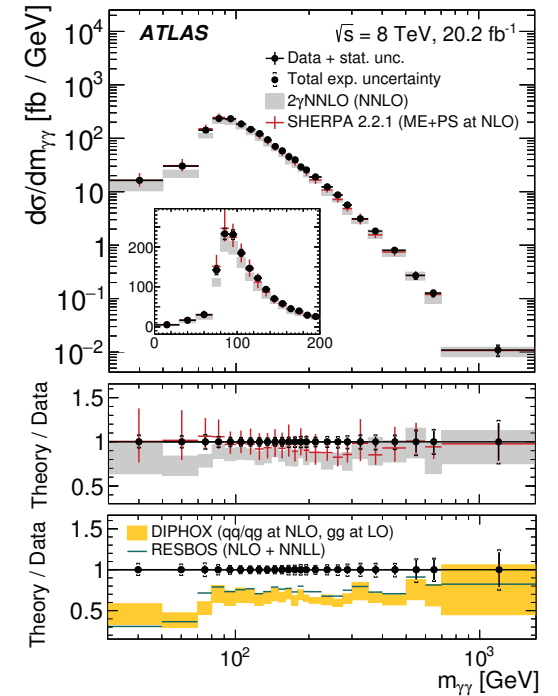 ATLAS
√s = 8 TeV, 20.2 fb⁻¹
Data + stat. unc.
Total exp. uncertainty
2γNNLO (NNLO)
SHERPA 2.2.1 (ME+PS at NLO)
dσ/dm_γγ [fb / GeV]
10⁴
10³
10²
10
1
10⁻¹
10⁻²
200
100
0
0 100 200
Theory / Data
1.5
1
0.5
Theory / Data
DIPHOX (qq/qg at NLO, gg at LO)
RESBOS (NLO + NNLL)
1.5
1
0.5
10² 10³
m_γγ [GeV]